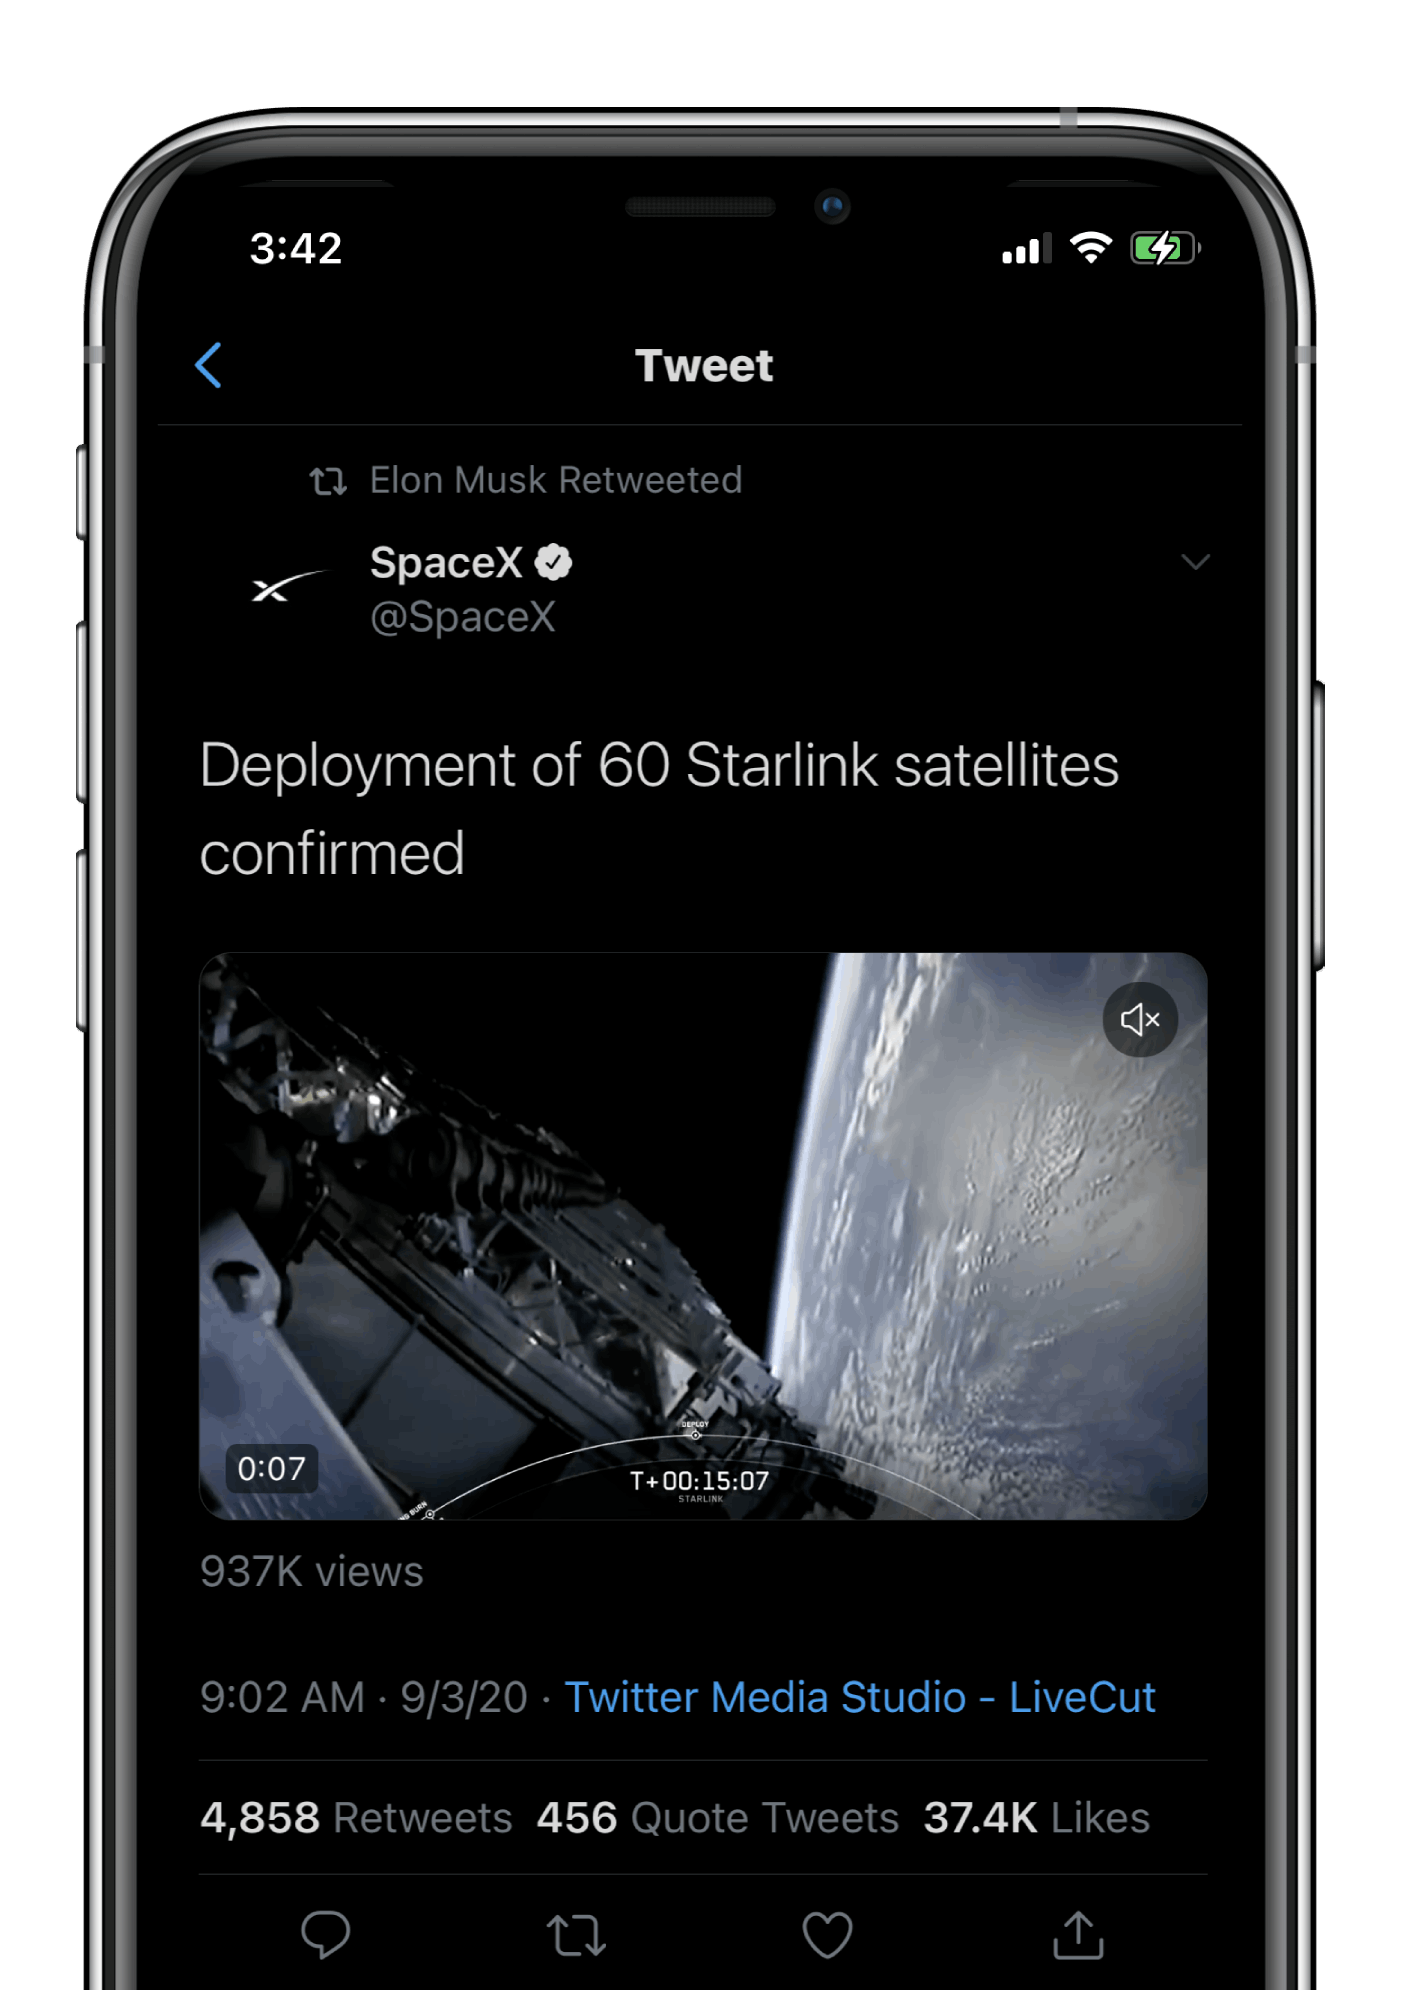 3:42
Tweet
Elon Musk Retweeted
SpaceX
@SpaceX
Deployment of 60 Starlink satellites
confirmed
DEPLOY
0:07
T+00:15:07
STARLINK
BURN
937K views
9:02 AM · 9/3/20 · Twitter Media Studio - LiveCut
4,858 Retweets 456 Quote Tweets 37.4K Likes